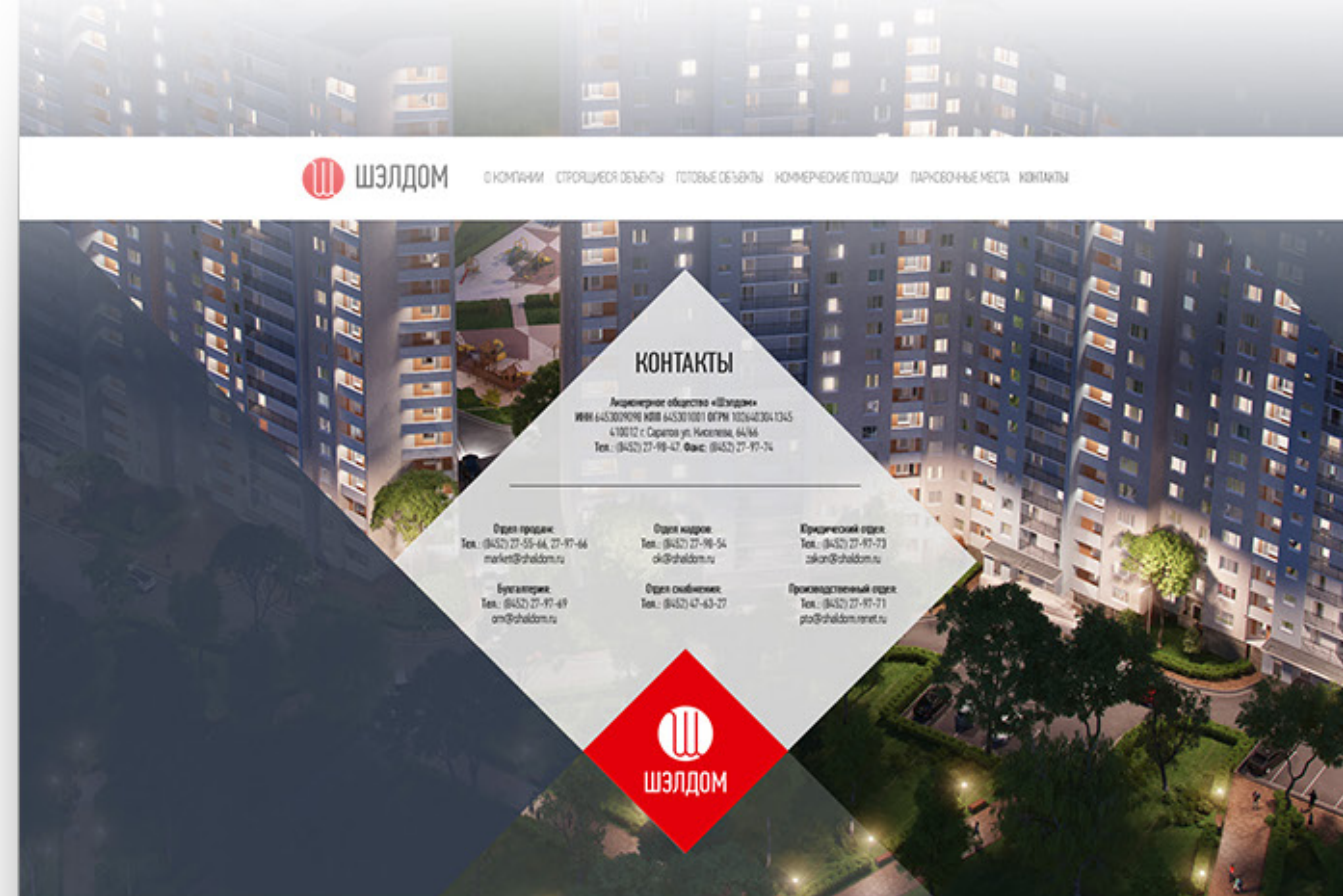 ШЭЛДОМ
О КОМПАНИИ СТРОЯЩИЕСЯ ОБЪЕКТЫ ГОТОВЫЕ ОБЪЕКТЫ КОММЕРЧЕСКИЕ ПЛОЩАДИ ПАРКОВОЧНЫЕ МЕСТА КОНТАКТЫ
КОНТАКТЫ
Акционерное общество «Шэлдом»
ИНН 6453009098 КПП 645301001 ОГРН 1026403041345
410012 г. Саратов ул. Киселева, 64/66
Тел.: (8452) 27-98-47. Факс: (8452) 27-97-74
Отдел продаж:
Тел.: (8452) 27-55-66, 27-97-66
market@shaldom.ru
Отдел кадров:
Тел.: (8452) 27-98-54
ok@shaldom.ru
Юридический отдел:
Тел.: (8452) 27-97-73
zakon@shaldom.ru
Бухгалтерия:
Тел.: (8452) 27-97-69
om@shaldom.ru
Отдел снабжения:
Тел.: (8452) 47-63-27
Производственный отдел:
Тел.: (8452) 27-97-71
pto@shaldom.renet.ru
ШЭЛДОМ